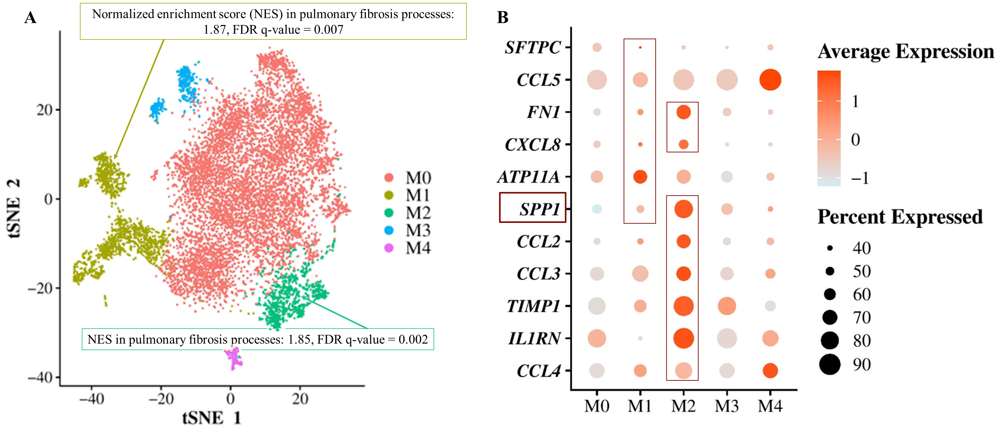 A
Normalized enrichment score (NES) in pulmonary fibrosis processes:
1.87, FDR q-value = 0.007
20
0
−20
−40
tSNE 2
−40
−20
0
20
tSNE 1
M0
M1
M2
M3
M4
NES in pulmonary fibrosis processes: 1.85, FDR q-value = 0.002
B
SFTPC
CCL5
FN1
CXCL8
ATP11A
SPP1
CCL2
CCL3
TIMP1
IL1RN
CCL4
M0
M1
M2
M3
M4
Average Expression
1
0
−1
Percent Expressed
40
50
60
70
80
90